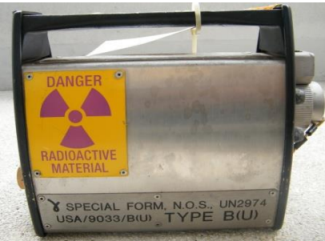 DANGER
RADIOACTIVE
MATERIAL
SPECIAL FORM, N.O.S., UN2974
USA/9033/B(U) TYPE B(U)